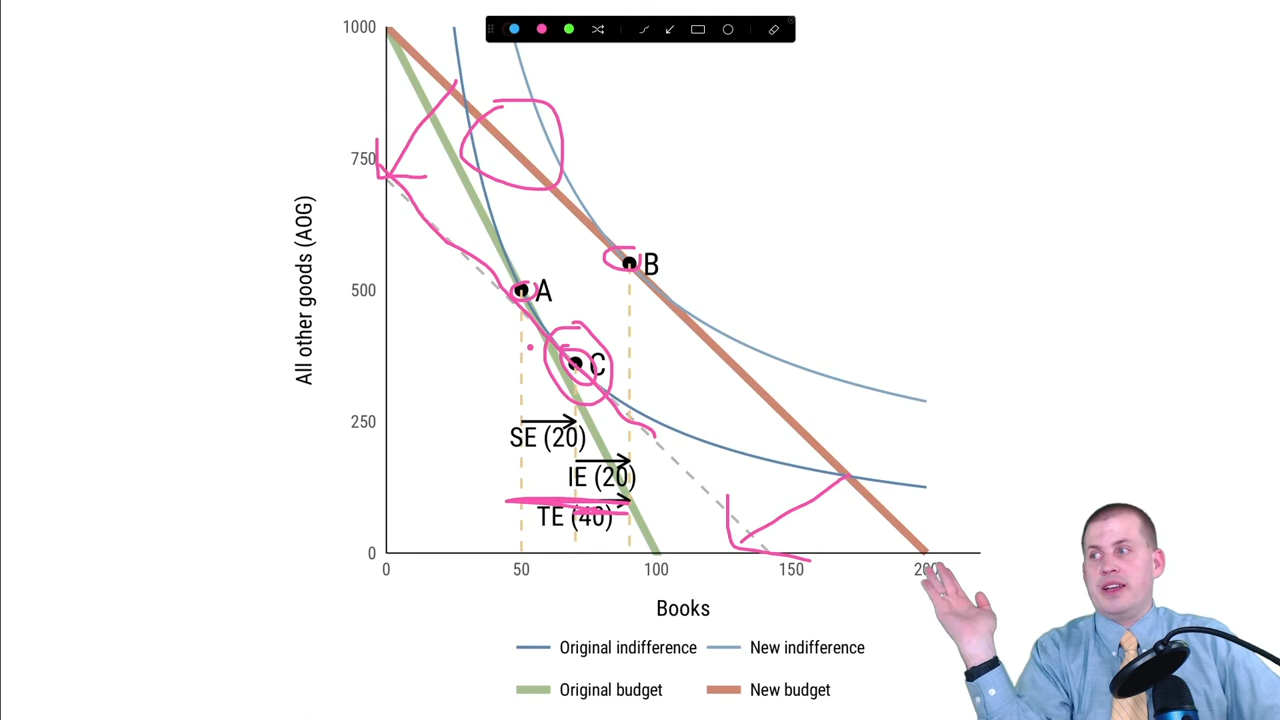 1000
750
500
250
0
All other goods (AOG)
A
B
C
SE (20)
IE (20)
TE (40)
0 50 100 150 200
Books
Original indifference New indifference
Original budget New budget